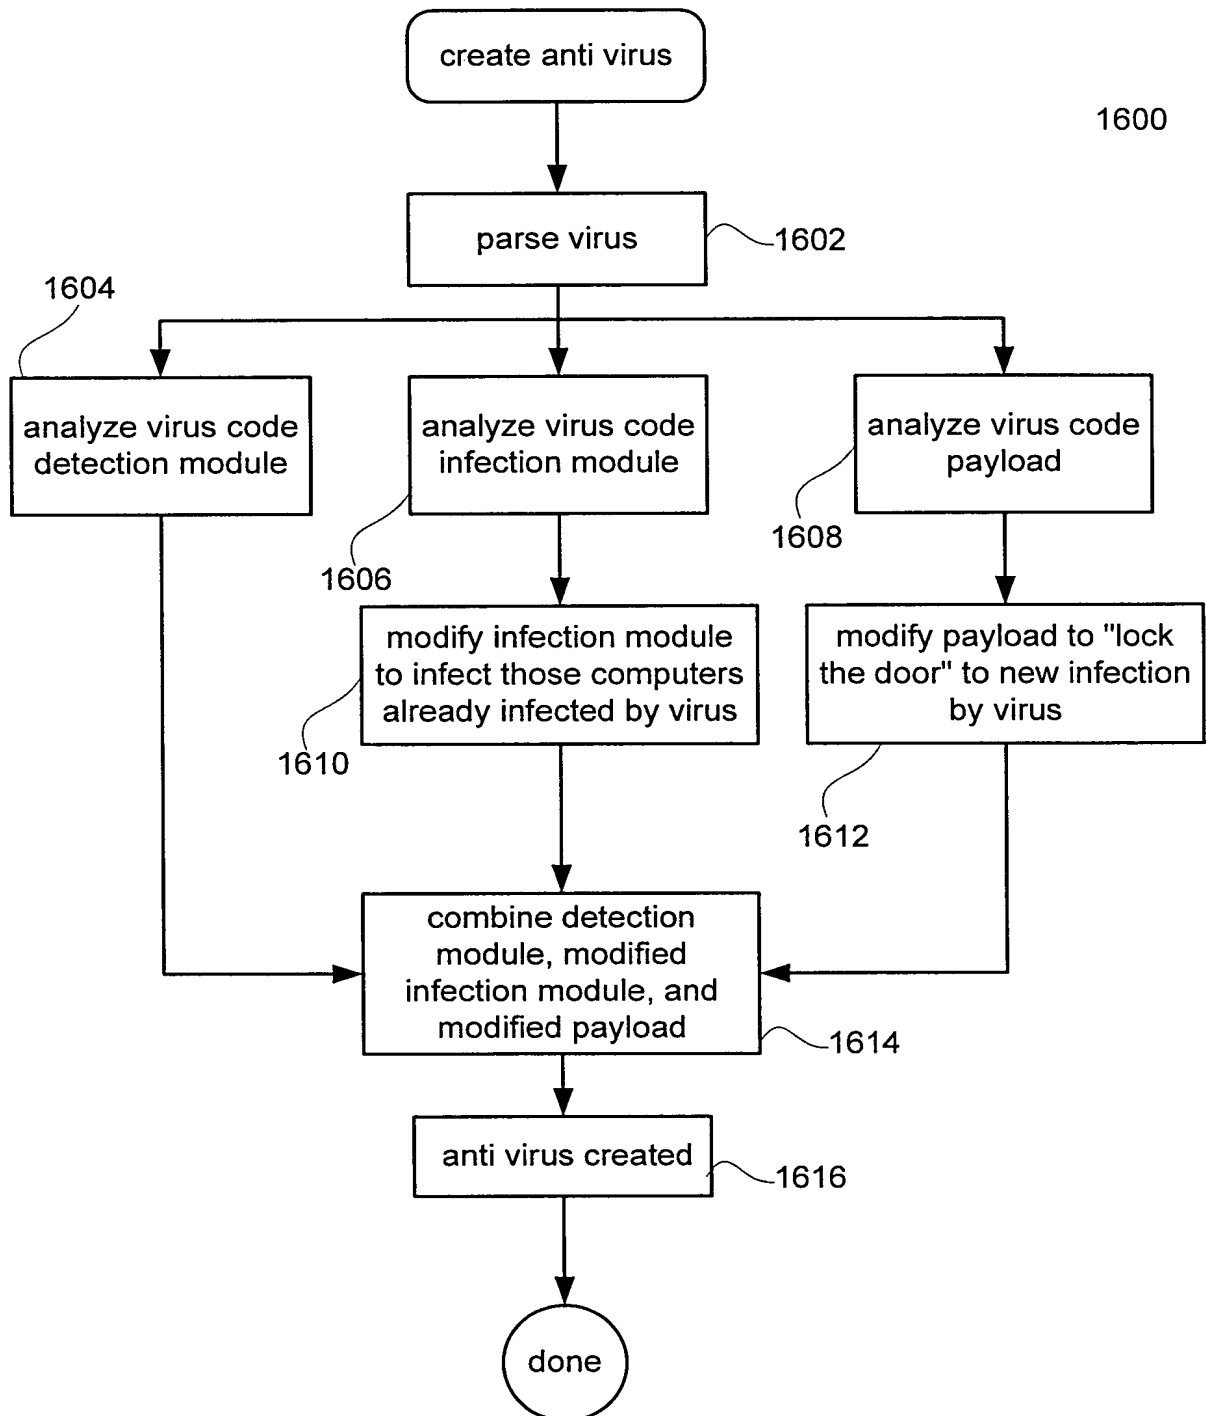 create anti virus
1600
parse virus
1602
1604
analyze virus code
detection module
analyze virus code
infection module
analyze virus code
payload
1606
1608
modify infection module
to infect those computers
already infected by virus
1610
modify payload to "lock
the door" to new infection
by virus
1612
combine detection
module, modified
infection module, and
modified payload
1614
anti virus created
1616
done